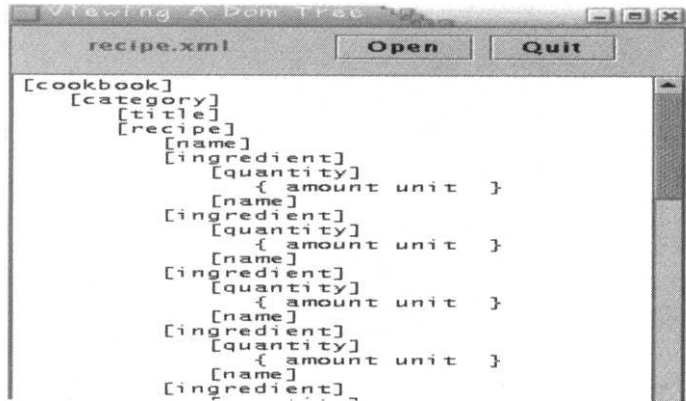 Viewing A Dom Tree
recipe.xml Open Quit
[cookbook]
[category]
[title]
[recipe]
[name]
[ingredient]
[quantity]
{ amount unit }
[name]
[ingredient]
[quantity]
{ amount unit }
[name]
[ingredient]
[quantity]
{ amount unit }
[name]
[ingredient]
[quantity]
{ amount unit }
[name]
[ingredient]